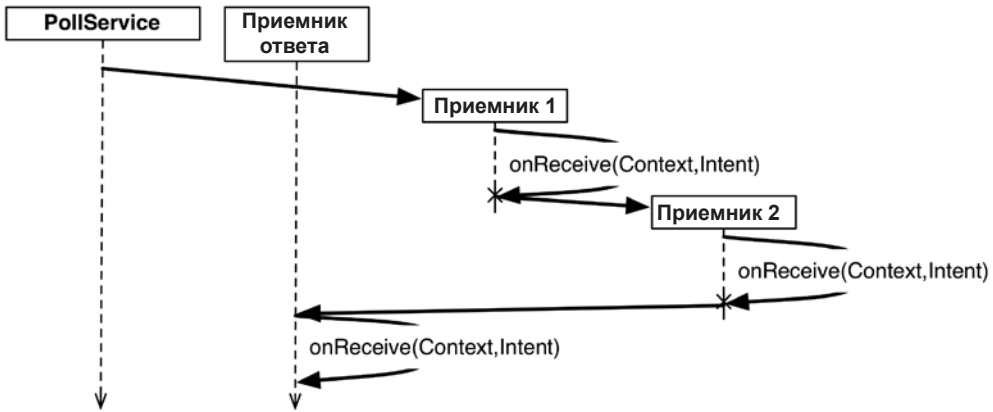 PollService
Приемник
ответа
Приемник 1
onReceive(Context,Intent)
Приемник 2
onReceive(Context,Intent)
onReceive(Context,Intent)